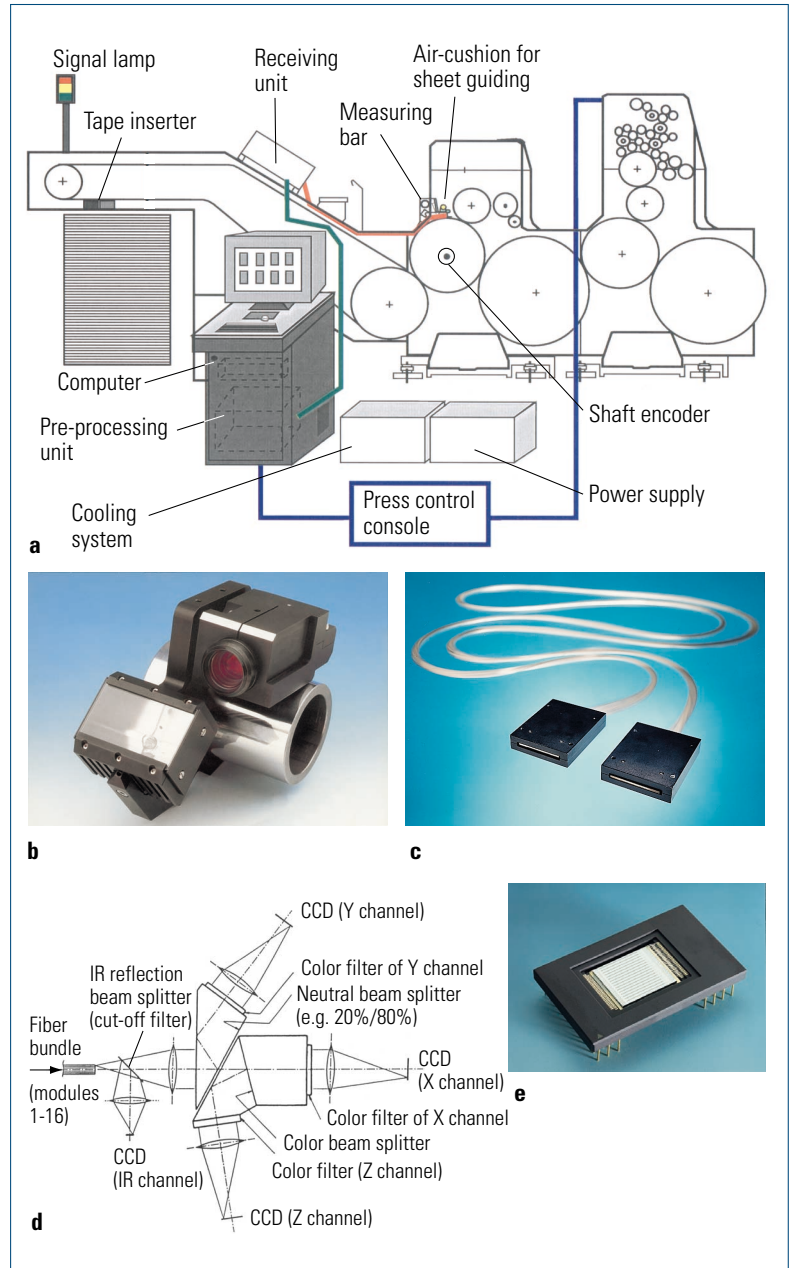 Signal lamp
Receiving
unit
Air-cushion for
sheet guiding
Tape inserter
Measuring
bar
Computer
Pre-processing
unit
Shaft encoder
Cooling
system
Press control
console
Power supply
a
b
c
CCD (Y channel)
IR reflection
beam splitter
(cut-off filter)
Color filter of Y channel
Neutral beam splitter
(e.g. 20%/80%)
Fiber
bundle
(modules
1-16)
CCD
(X channel)
Color filter of X channel
Color beam splitter
Color filter (Z channel)
CCD
(IR channel)
CCD (Z channel)
d
e